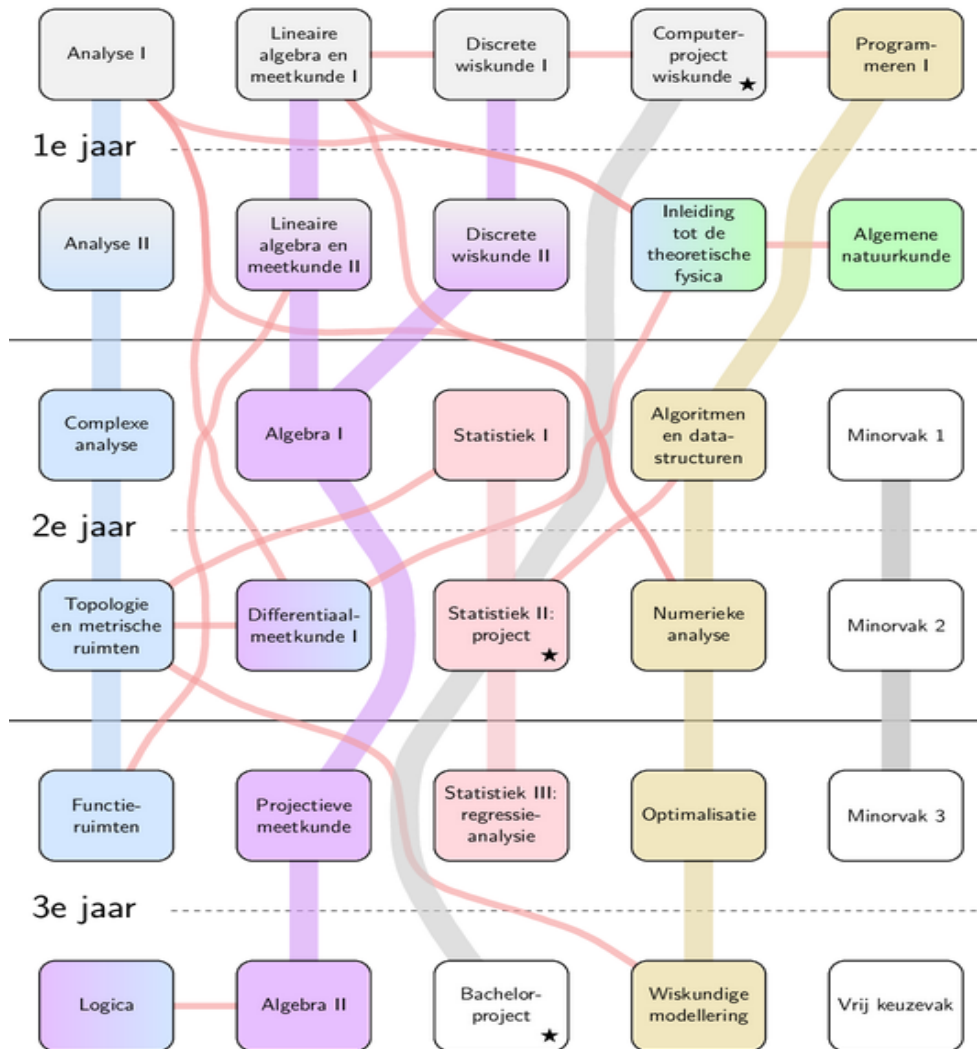 Analyse I
Lineaire
algebra en
meetkunde I
Discrete
wiskunde I
Computer-
project
wiskunde
★
Program-
meren I
1e jaar
Analyse II
Lineaire
algebra en
meetkunde II
Discrete
wiskunde II
Inleiding
tot de
theoretische
fysica
Algemene
natuurkunde
Complexe
analyse
Algebra I
Statistiek I
Algoritmen
en data-
structuren
Minorvak 1
2e jaar
Topologie
en metrische
ruimten
Differentiaal-
meetkunde I
Statistiek II:
project
★
Numerieke
analyse
Minorvak 2
Functie-
ruimten
Projectieve
meetkunde
Statistiek III:
regressie-
analysie
Optimalisatie
Minorvak 3
3e jaar
Logica
Algebra II
Bachelor-
project
★
Wiskundige
modellering
Vrij keuzevak